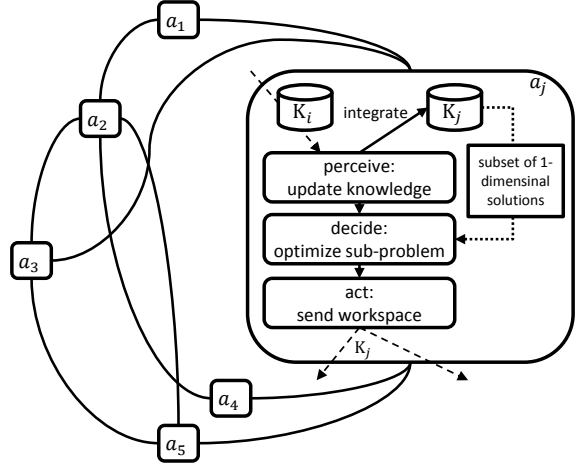 a₁
a₂
a₃
a₄
a₅
aⱼ
Kᵢ
integrate
Kⱼ
perceive:
update knowledge
subset of 1-
dimensinal
solutions
decide:
optimize sub-problem
act:
send workspace
Kⱼ